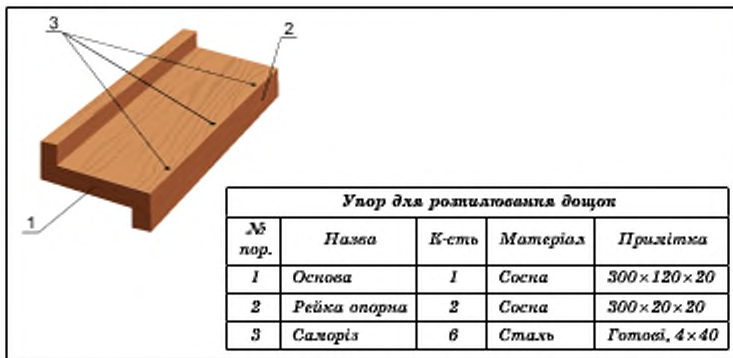 3
2
1
Упор для розпилювання дощок
№ пор. Назва К-сть Матеріал Примітка
1 Основа 1 Сосна 300×120×20
2 Рейка опорна 2 Сосна 300×20×20
3 Саморіз 6 Сталь Готові, 4×40